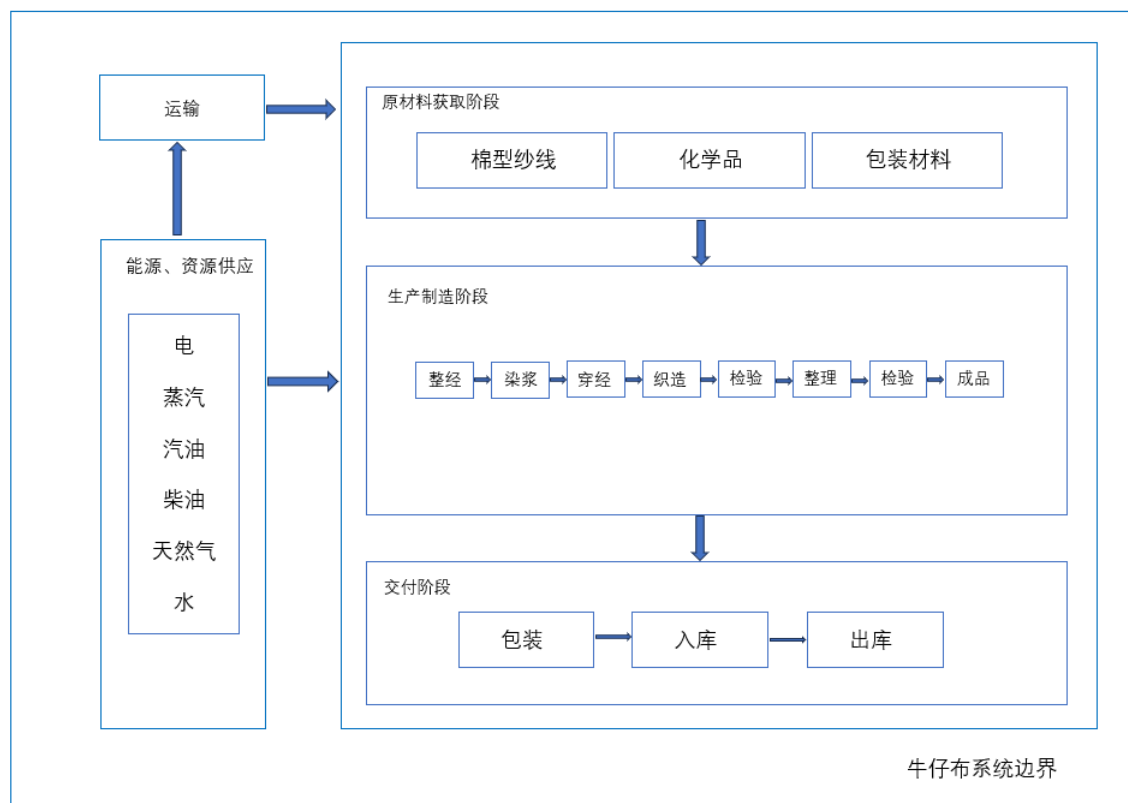 运输
能源、资源供应
电
蒸汽
汽油
柴油
天然气
水
原材料获取阶段
棉型纱线 化学品 包装材料
生产制造阶段
整经 染浆 穿经 织造 检验 整理 检验 成品
交付阶段
包装 入库 出库
牛仔布系统边界